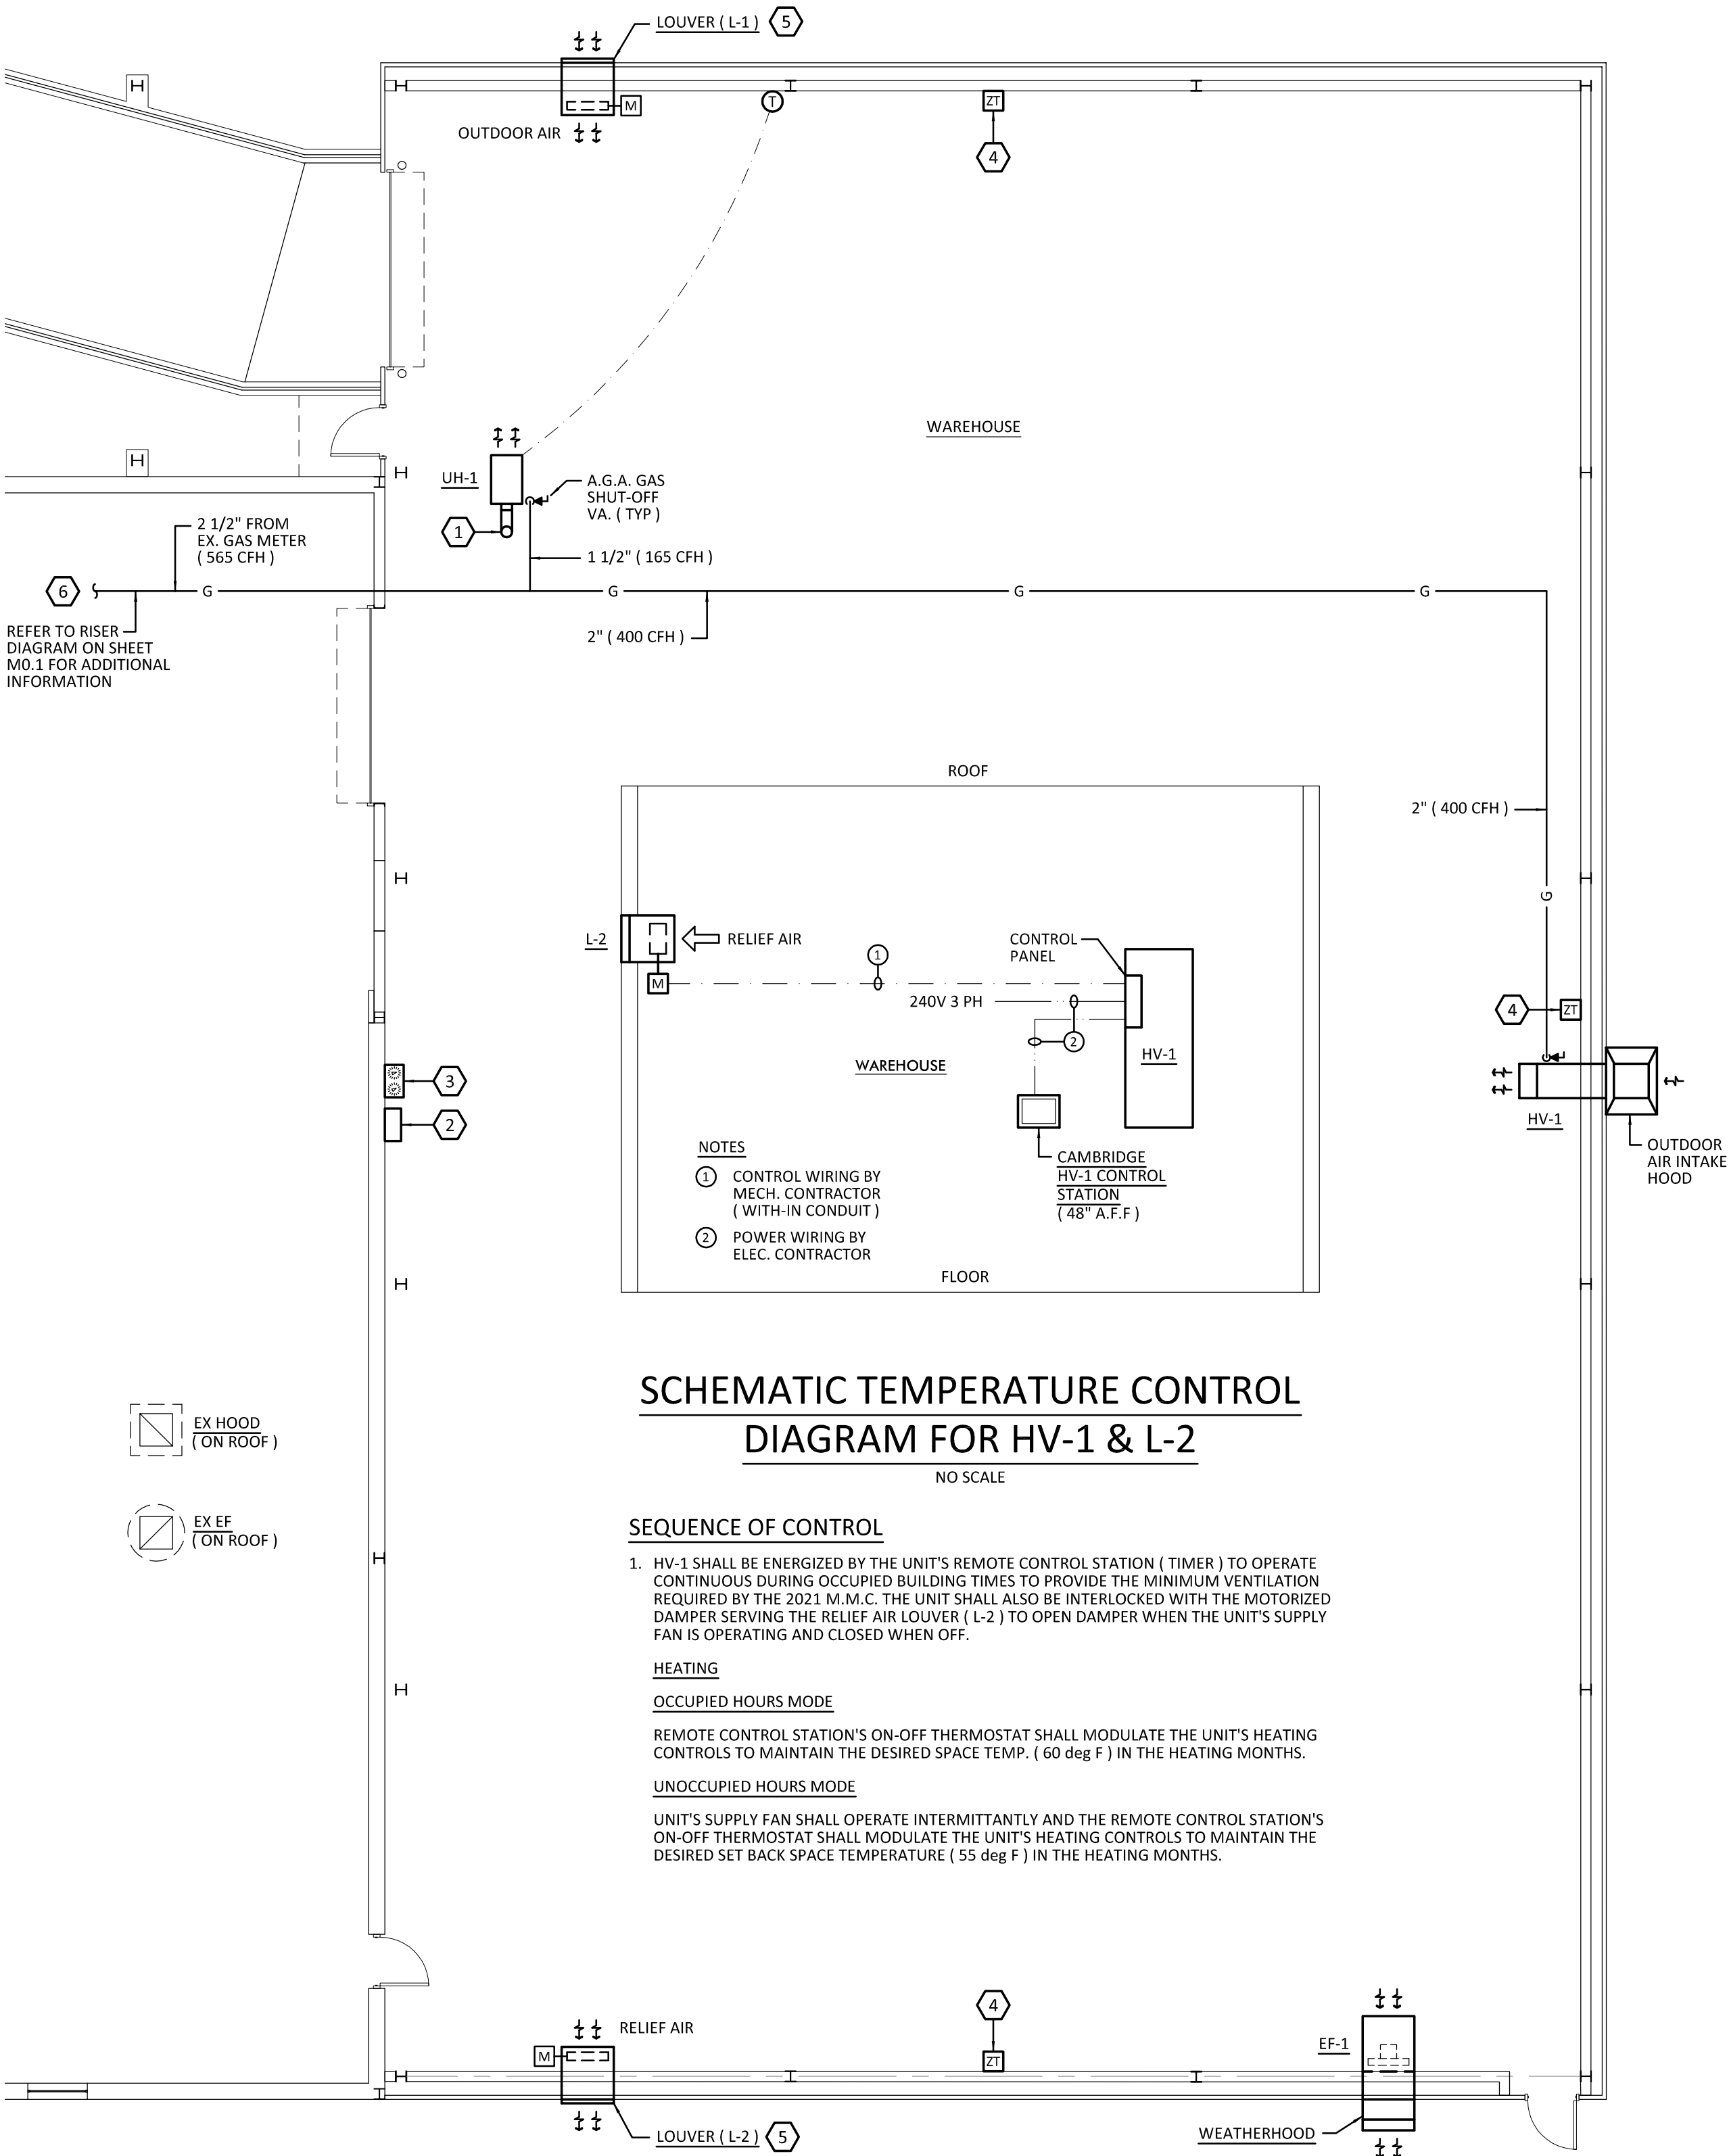 LOUVER ( L-1 )
5
M
T
ZT
OUTDOOR AIR
4
WAREHOUSE
UH-1
A.G.A. GAS
SHUT-OFF
VA. ( TYP )
1
2 1/2" FROM
EX. GAS METER
( 565 CFH )
1 1/2" ( 165 CFH )
6
G
G
G
G
REFER TO RISER
DIAGRAM ON SHEET
M0.1 FOR ADDITIONAL
INFORMATION
2" ( 400 CFH )
ROOF
2" ( 400 CFH )
G
L-2
RELIEF AIR
M
1
CONTROL
PANEL
240V 3 PH
2
HV-1
WAREHOUSE
4
ZT
3
2
HV-1
OUTDOOR
AIR INTAKE
HOOD
NOTES
1 CONTROL WIRING BY
MECH. CONTRACTOR
( WITH-IN CONDUIT )
2 POWER WIRING BY
ELEC. CONTRACTOR
CAMBRIDGE
HV-1 CONTROL
STATION
( 48" A.F.F )
FLOOR
SCHEMATIC TEMPERATURE CONTROL
DIAGRAM FOR HV-1 & L-2
NO SCALE
EX HOOD
( ON ROOF )
EX EF
( ON ROOF )
SEQUENCE OF CONTROL
1. HV-1 SHALL BE ENERGIZED BY THE UNIT'S REMOTE CONTROL STATION ( TIMER ) TO OPERATE
CONTINUOUS DURING OCCUPIED BUILDING TIMES TO PROVIDE THE MINIMUM VENTILATION
REQUIRED BY THE 2021 M.M.C. THE UNIT SHALL ALSO BE INTERLOCKED WITH THE MOTORIZED
DAMPER SERVING THE RELIEF AIR LOUVER ( L-2 ) TO OPEN DAMPER WHEN THE UNIT'S SUPPLY
FAN IS OPERATING AND CLOSED WHEN OFF.
HEATING
OCCUPIED HOURS MODE
REMOTE CONTROL STATION'S ON-OFF THERMOSTAT SHALL MODULATE THE UNIT'S HEATING
CONTROLS TO MAINTAIN THE DESIRED SPACE TEMP. ( 60 deg F ) IN THE HEATING MONTHS.
UNOCCUPIED HOURS MODE
UNIT'S SUPPLY FAN SHALL OPERATE INTERMITTANTLY AND THE REMOTE CONTROL STATION'S
ON-OFF THERMOSTAT SHALL MODULATE THE UNIT'S HEATING CONTROLS TO MAINTAIN THE
DESIRED SET BACK SPACE TEMPERATURE ( 55 deg F ) IN THE HEATING MONTHS.
4
RELIEF AIR
M
ZT
EF-1
LOUVER ( L-2 )
5
WEATHERHOOD